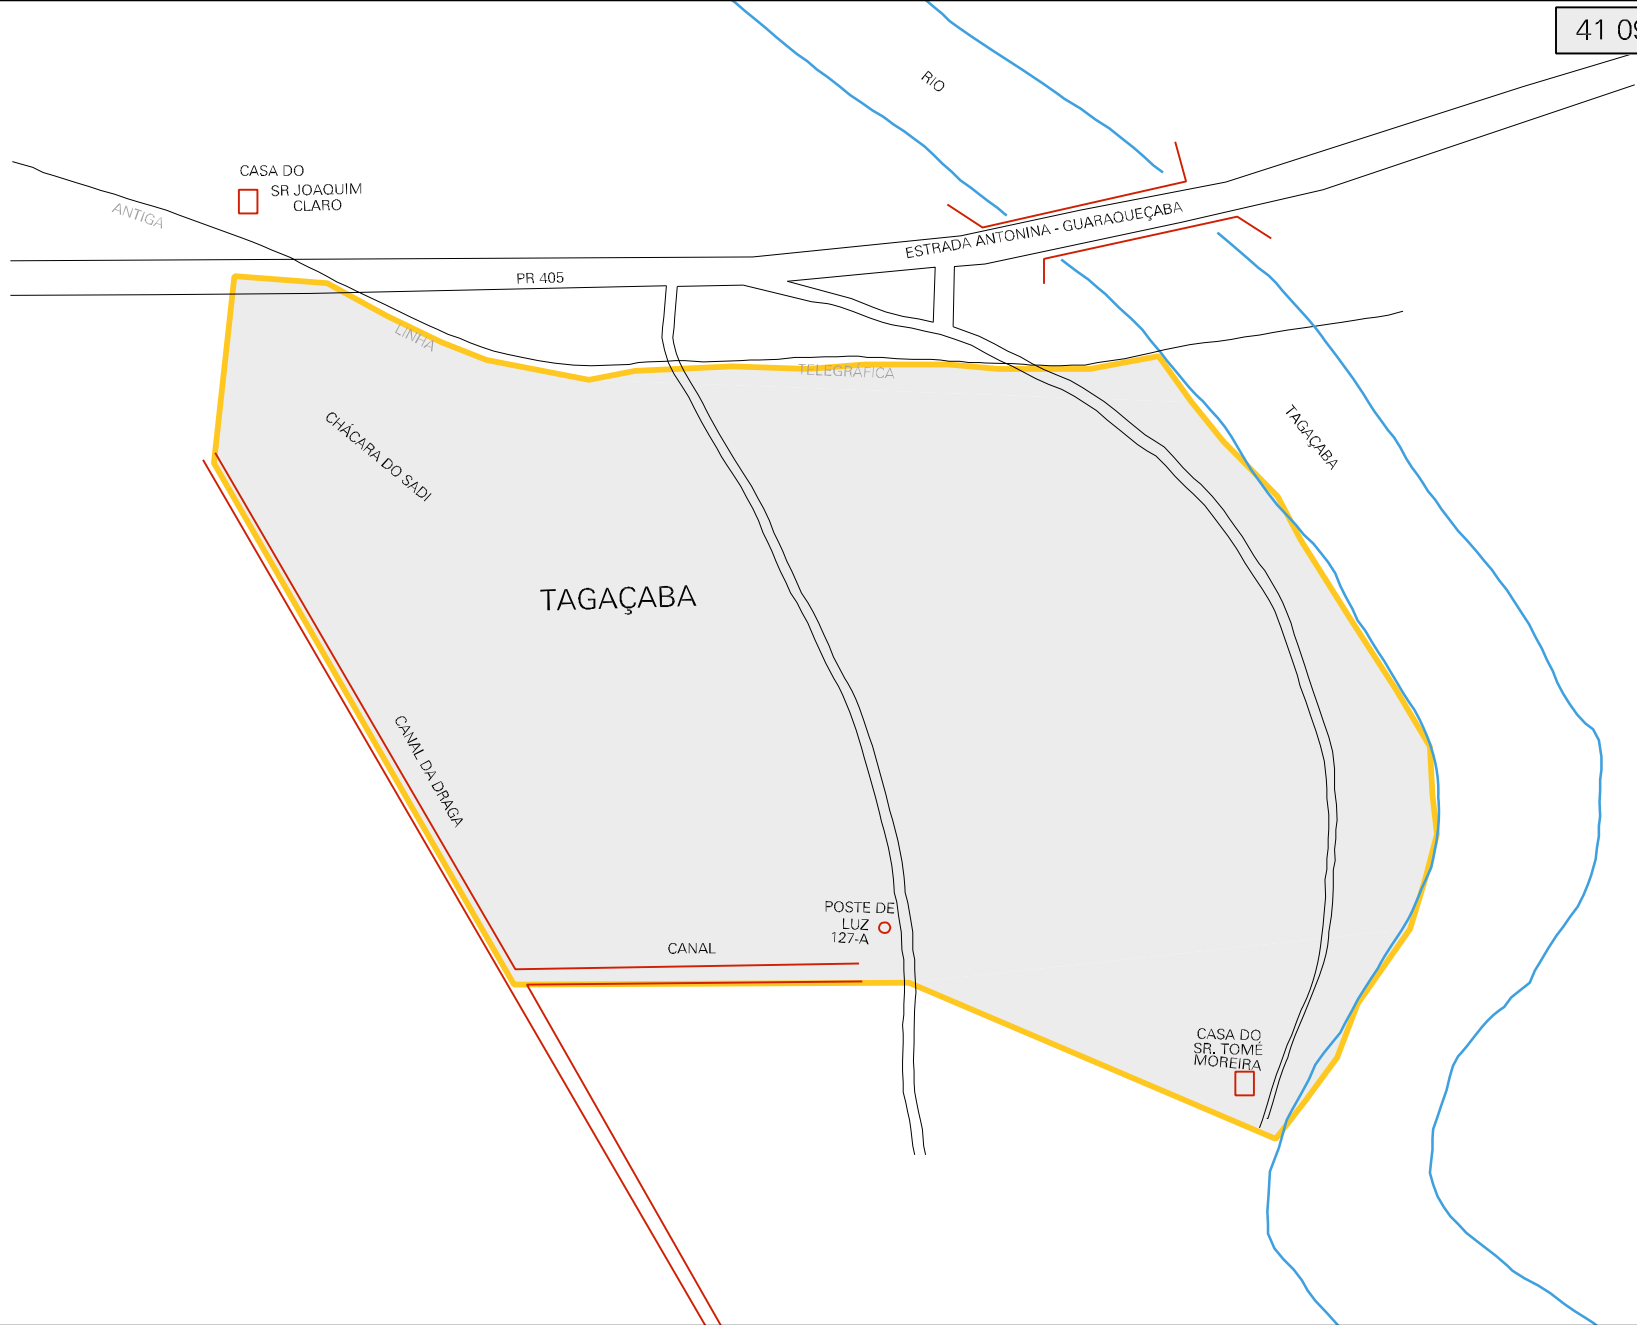 41 09
RIO
CASA DO
SR JOAQUIM
CLARO
ANTIGA
ESTRADA ANTONINA - GUARAQUEÇABA
PR 405
LINHA
TELEGRÁFICA
CHÁCARA DO SADI
TAGAÇABA
TAGAÇABA
CANAL DA DRAGA
POSTE DE
LUZ
127-A
CANAL
CASA DO
SR. TOMÉ
MOREIRA